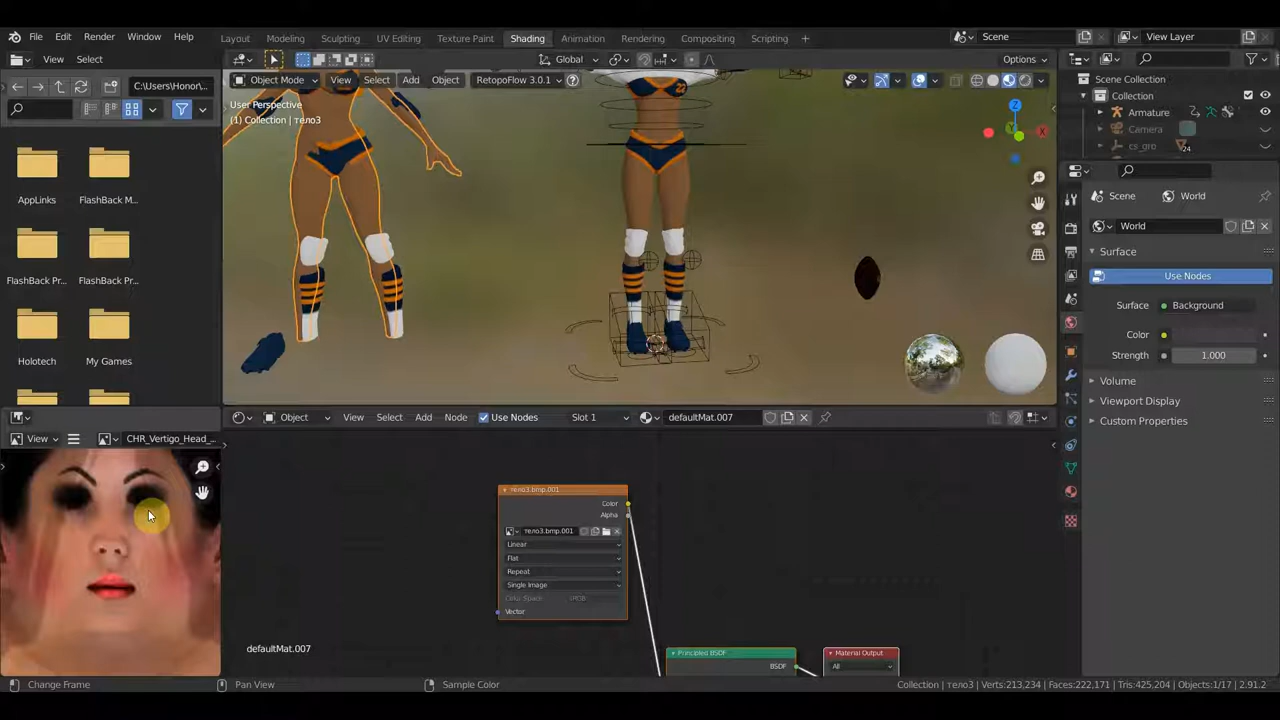 File Edit Render Window Help Layout Modeling Sculpting UV Editing Texture Paint Shading Animation Rendering Compositing Scripting + Scene View Layer
View Select Global Options
C:\Users\Honor\... Object Mode View Select Add Object RetopoFlow 3.0.1
User Perspective
(1) Collection | тело3
Scene Collection
Collection
Armature
Camera
cs_gro 24
Z
X
Scene World
World
Surface
Use Nodes
Surface Background
Color
Strength 1.000
Volume
Viewport Display
Custom Properties
AppLinks FlashBack M...
FlashBack Pr... FlashBack Pr...
Holotech My Games
Object View Select Add Node Use Nodes Slot 1 defaultMat.007
View CHR_Vertigo_Head_...
тело3.bmp.001
Color
Alpha
тело3.bmp.001
Linear
Flat
Repeat
Single Image
Color Space
Vector
defaultMat.007
Principled BSDF
BSDF
Material Output
All
Change Frame Pan View Sample Color Collection | тело3 | Verts:213,234 | Faces:222,171 | Tris:425,204 | Objects:1/17 | 2.91.2